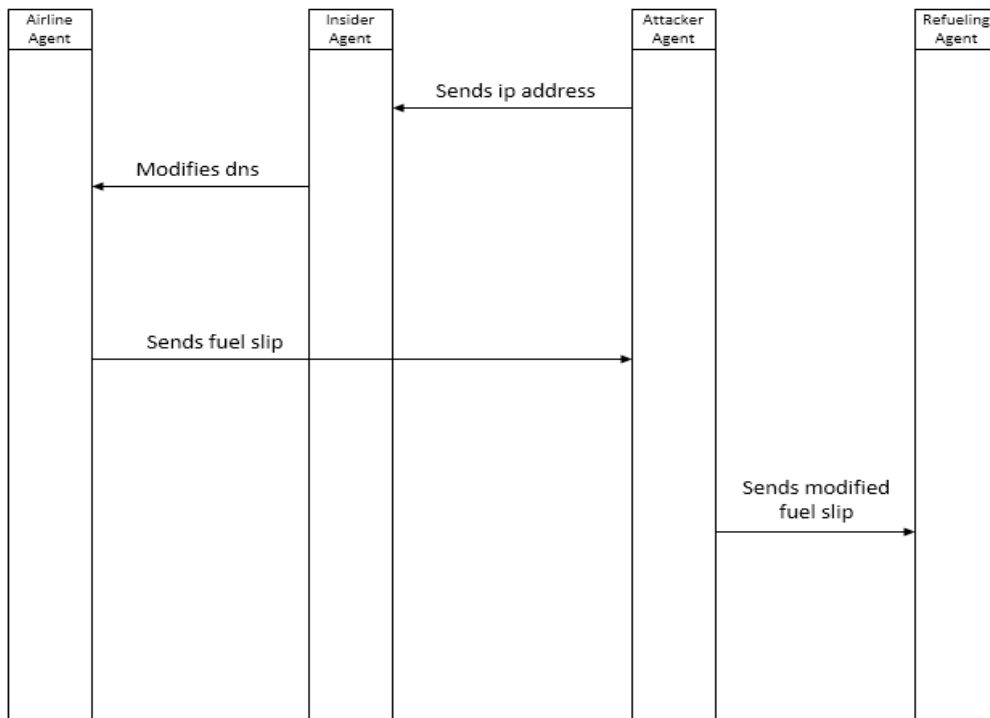 Airline
Agent
Insider
Agent
Attacker
Agent
Refueling
Agent
Sends ip address
Modifies dns
Sends fuel slip
Sends modified
fuel slip